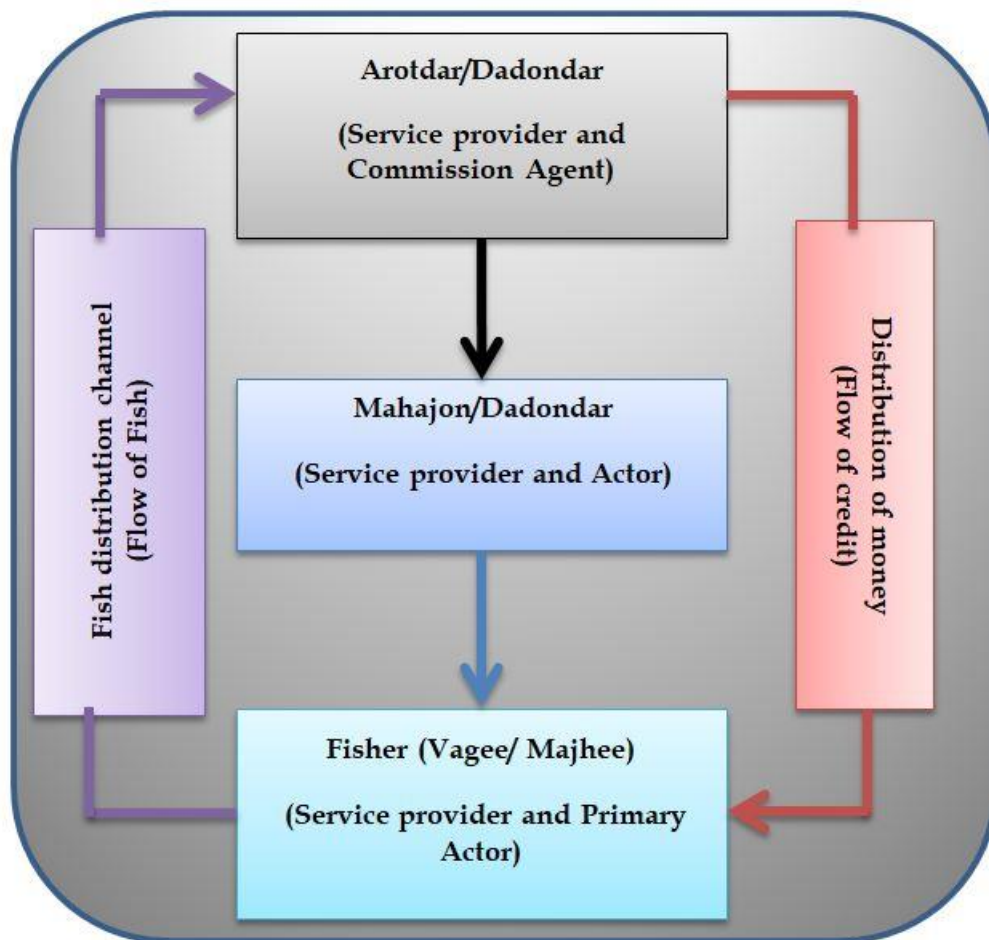 Arotdar/Dadondar
(Service provider and
Commission Agent)
Fish distribution channel
(Flow of Fish)
Distribution of money
(Flow of credit)
Mahajon/Dadondar
(Service provider and Actor)
Fisher (Vagee/ Majhee)
(Service provider and Primary
Actor)